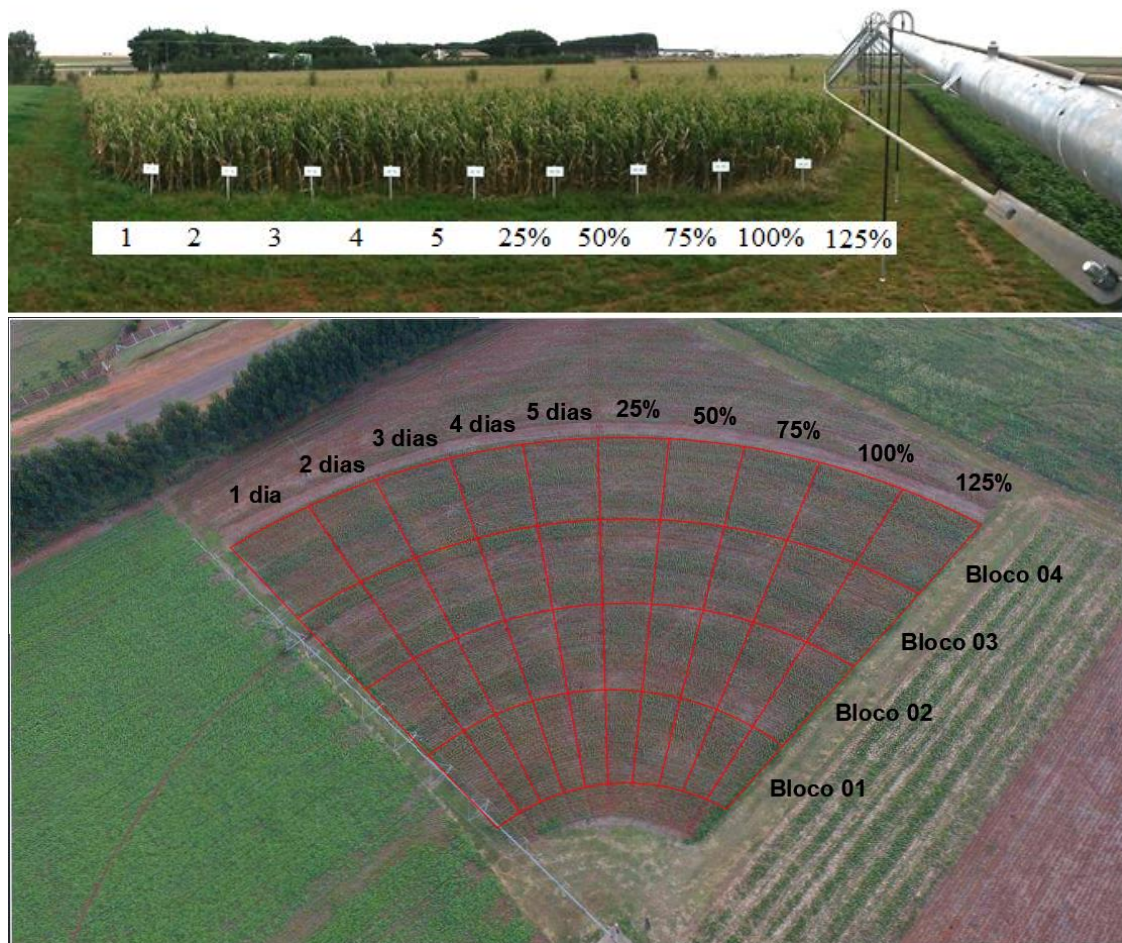 1 2 3 4 5 25% 50% 75% 100% 125%
1 dia
2 dias
3 dias
4 dias
5 dias
25%
50%
75%
100%
125%
Bloco 04
Bloco 03
Bloco 02
Bloco 01